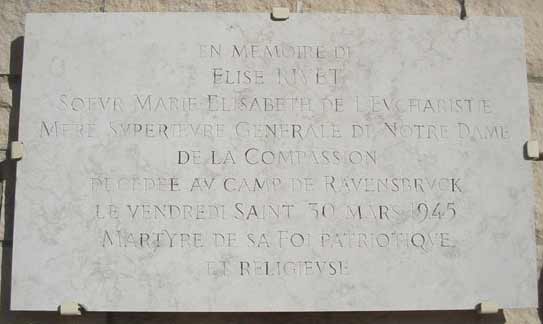 EN MEMOIRE DE
ELISE RIVET
SOEVR MARIE ELISABETH DE L'EVCHARISTIE
MERE SVPERIEVRE GENERALE DE NOTRE DAME
DE LA COMPASSION
DECEDEE AV CAMP DE RAVENSBRVCK
LE VENDREDI SAINT 30 MARS 1945
MARTYRE DE SA FOI PATRIOTIQVE
ET RELIGIEVSE